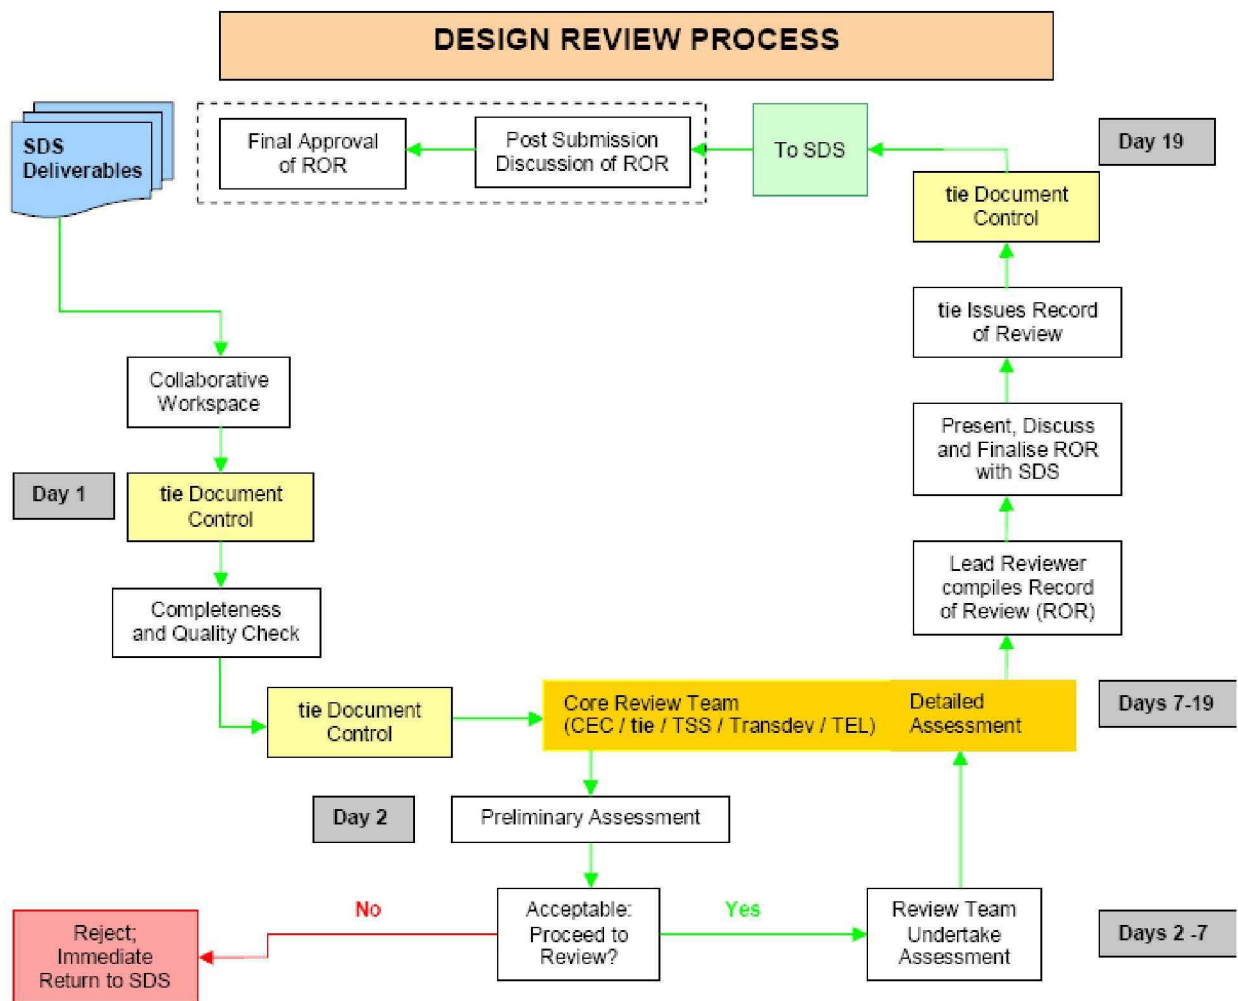 DESIGN REVIEW PROCESS
SDS
Deliverables
Final Approval
of ROR
Post Submission
Discussion of ROR
To SDS
Day 19
tie Document
Control
tie Issues Record
of Review
Collaborative
Workspace
Present, Discuss
and Finalise ROR
with SDS
Day 1
tie Document
Control
Lead Reviewer
compiles Record
of Review (ROR)
Completeness
and Quality Check
tie Document
Control
Core Review Team
(CEC / tie / TSS / Transdev / TEL)
Detailed
Assessment
Days 7-19
Day 2
Preliminary Assessment
No
Acceptable:
Proceed to
Review?
Yes
Review Team
Undertake
Assessment
Days 2 -7
Reject;
Immediate
Return to SDS